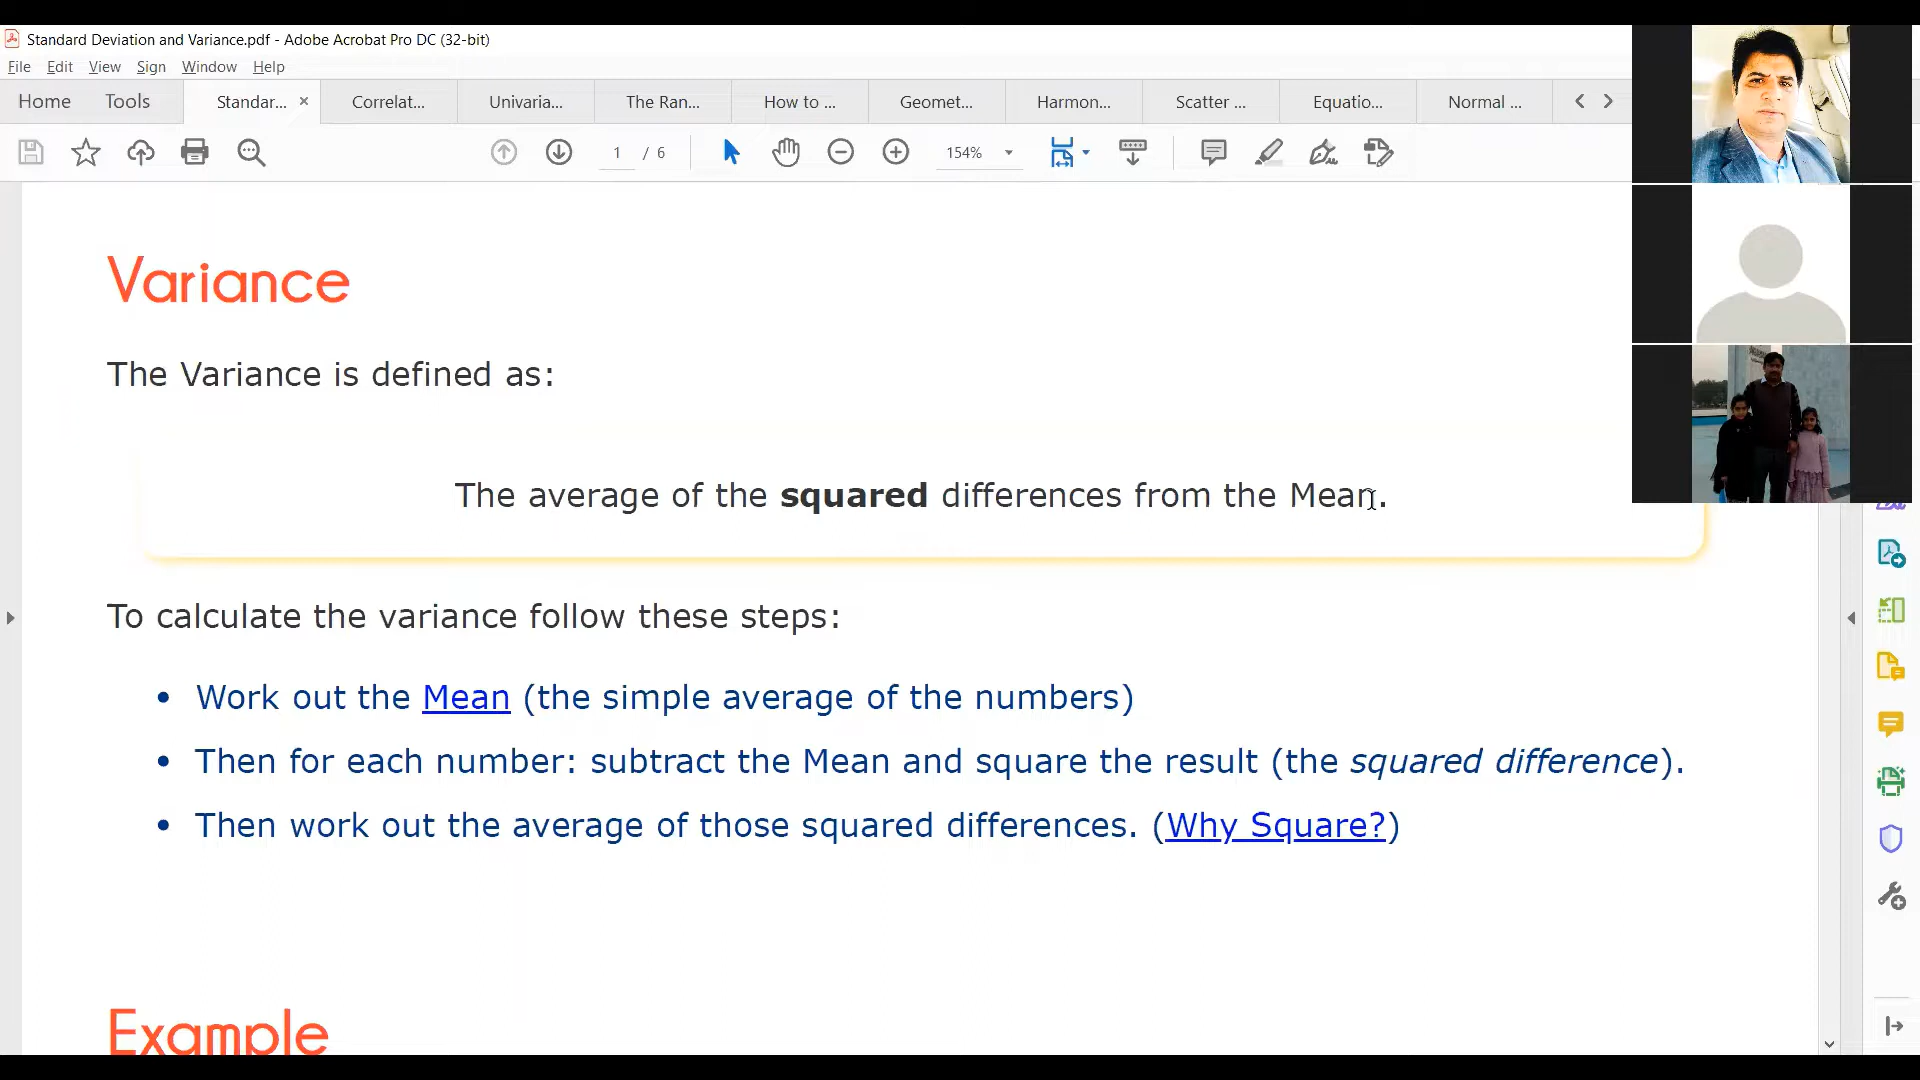 Standard Deviation and Variance.pdf - Adobe Acrobat Pro DC (32-bit)
File Edit View Sign Window Help
Home Tools Standar... × Correlat... Univaria... The Ran... How to ... Geomet... Harmon... Scatter ... Equatio... Normal ...
1 / 6 154%
Variance
The Variance is defined as:
The average of the squared differences from the Mean.
To calculate the variance follow these steps:
• Work out the Mean (the simple average of the numbers)
• Then for each number: subtract the Mean and square the result (the squared difference).
• Then work out the average of those squared differences. (Why Square?)
Example